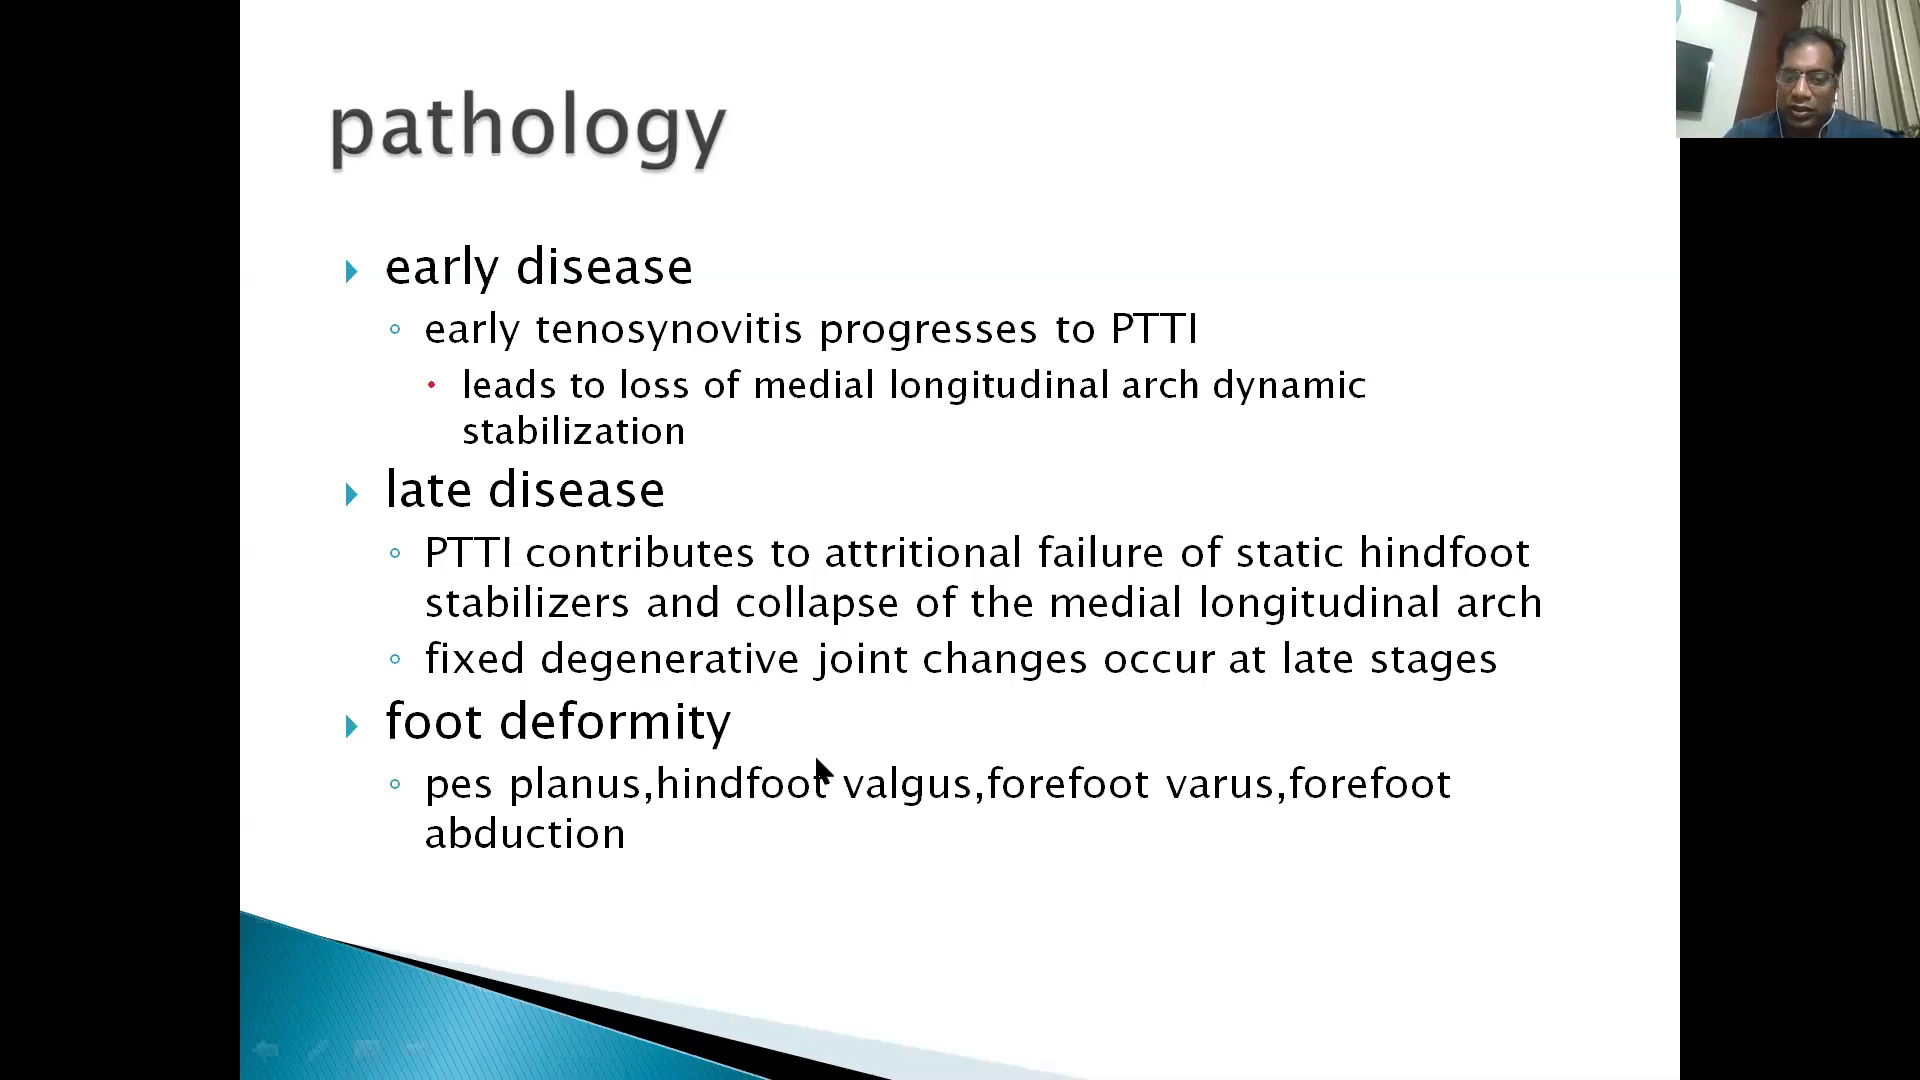 pathology
early disease
early tenosynovitis progresses to PTTI
leads to loss of medial longitudinal arch dynamic
stabilization
late disease
PTTI contributes to attritional failure of static hindfoot
stabilizers and collapse of the medial longitudinal arch
fixed degenerative joint changes occur at late stages
foot deformity
pes planus,hindfoot valgus,forefoot varus,forefoot
abduction